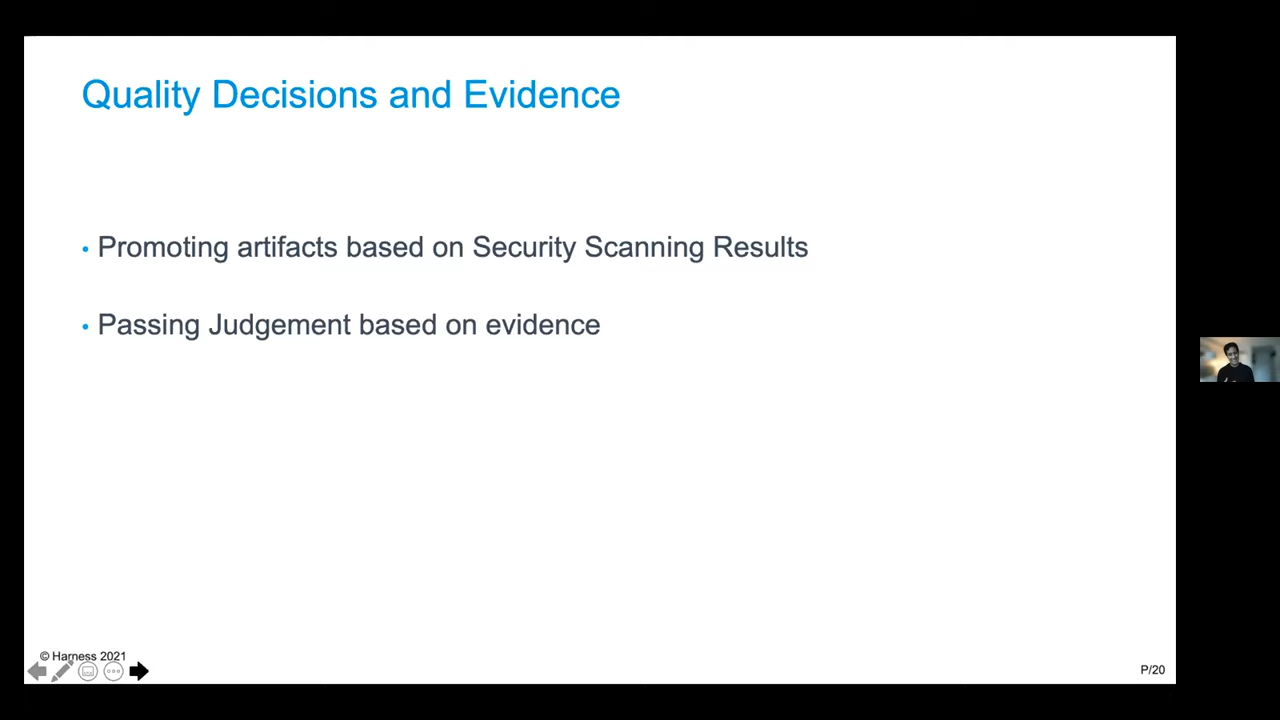 Quality Decisions and Evidence
• Promoting artifacts based on Security Scanning Results
• Passing Judgement based on evidence
© Harness 2021
P/20